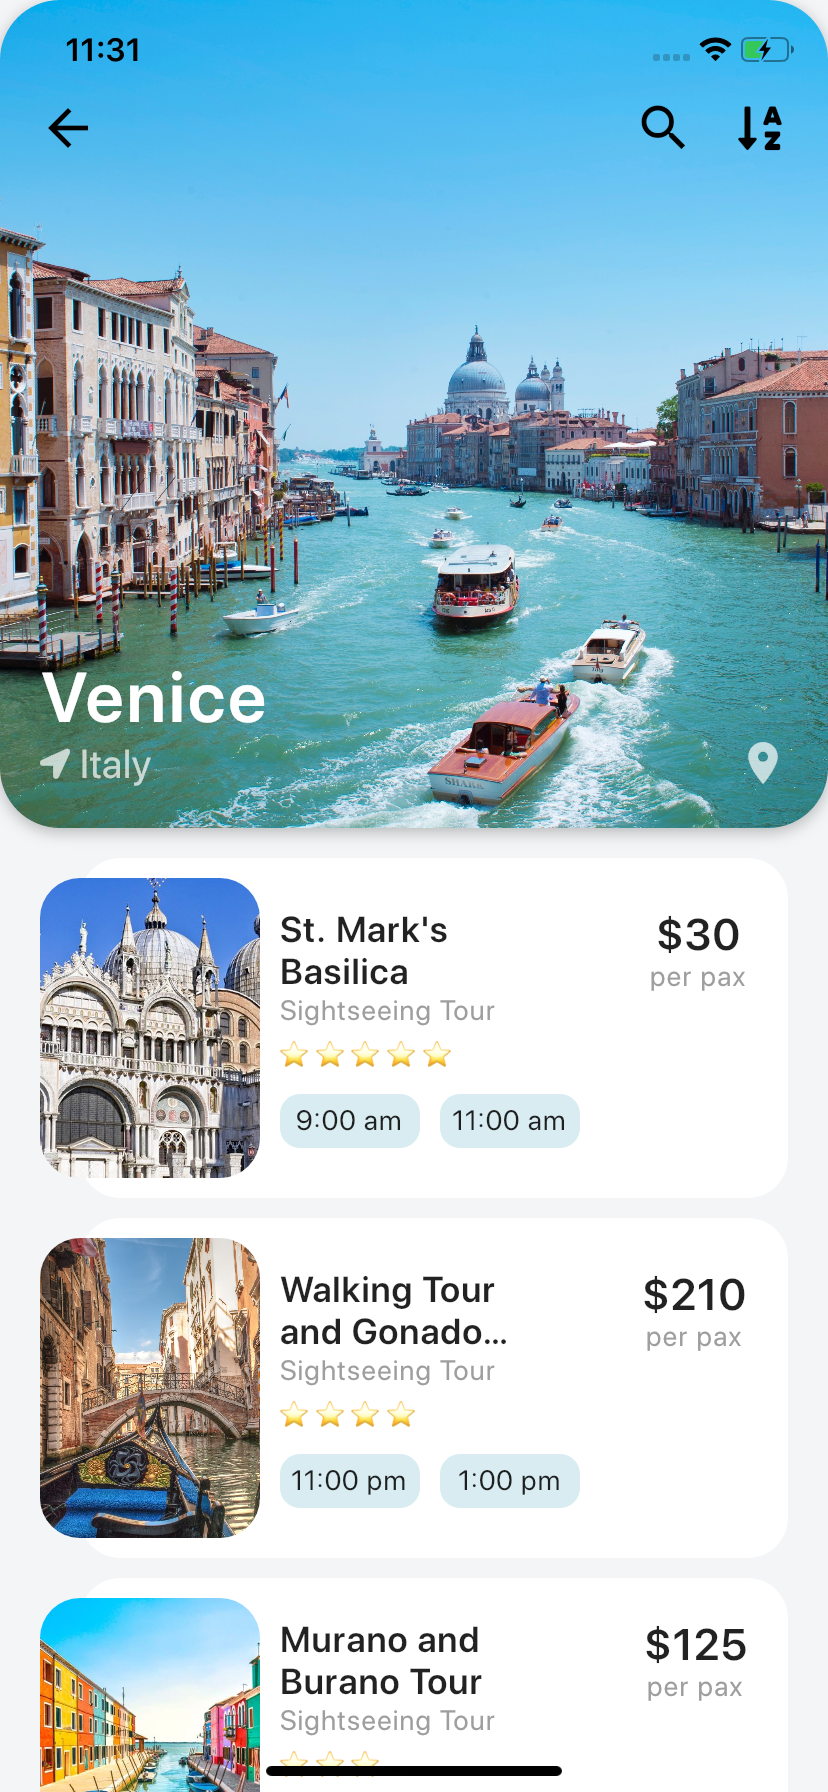 11:31
A
Z
SHARK
Venice
Italy
St. Mark's
Basilica
$30
per pax
Sightseeing Tour
9:00 am
11:00 am
Walking Tour
and Gonado...
$210
per pax
Sightseeing Tour
11:00 pm
1:00 pm
Murano and
Burano Tour
$125
per pax
Sightseeing Tour